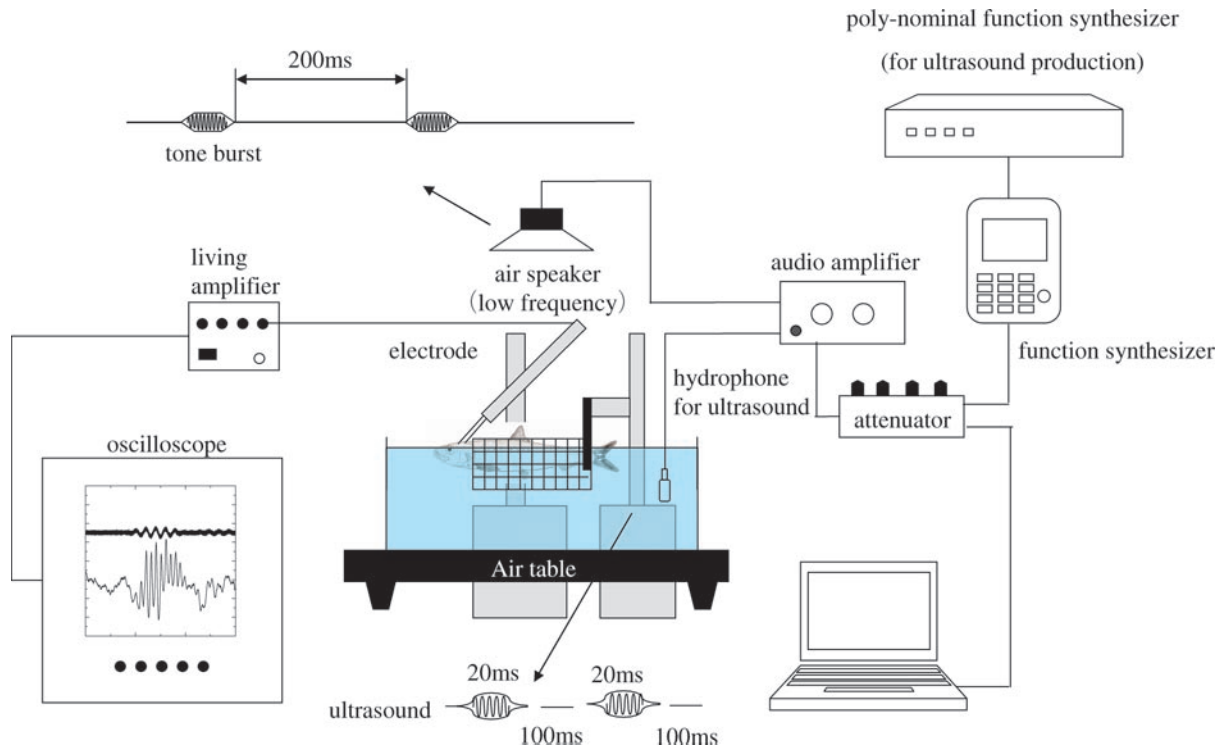 poly-nominal function synthesizer
(for ultrasound production)
200ms
tone burst
living
amplifier
air speaker
(low frequency)
audio amplifier
electrode
function synthesizer
hydrophone
for ultrasound
attenuator
oscilloscope
Air table
20ms
20ms
ultrasound
100ms
100ms